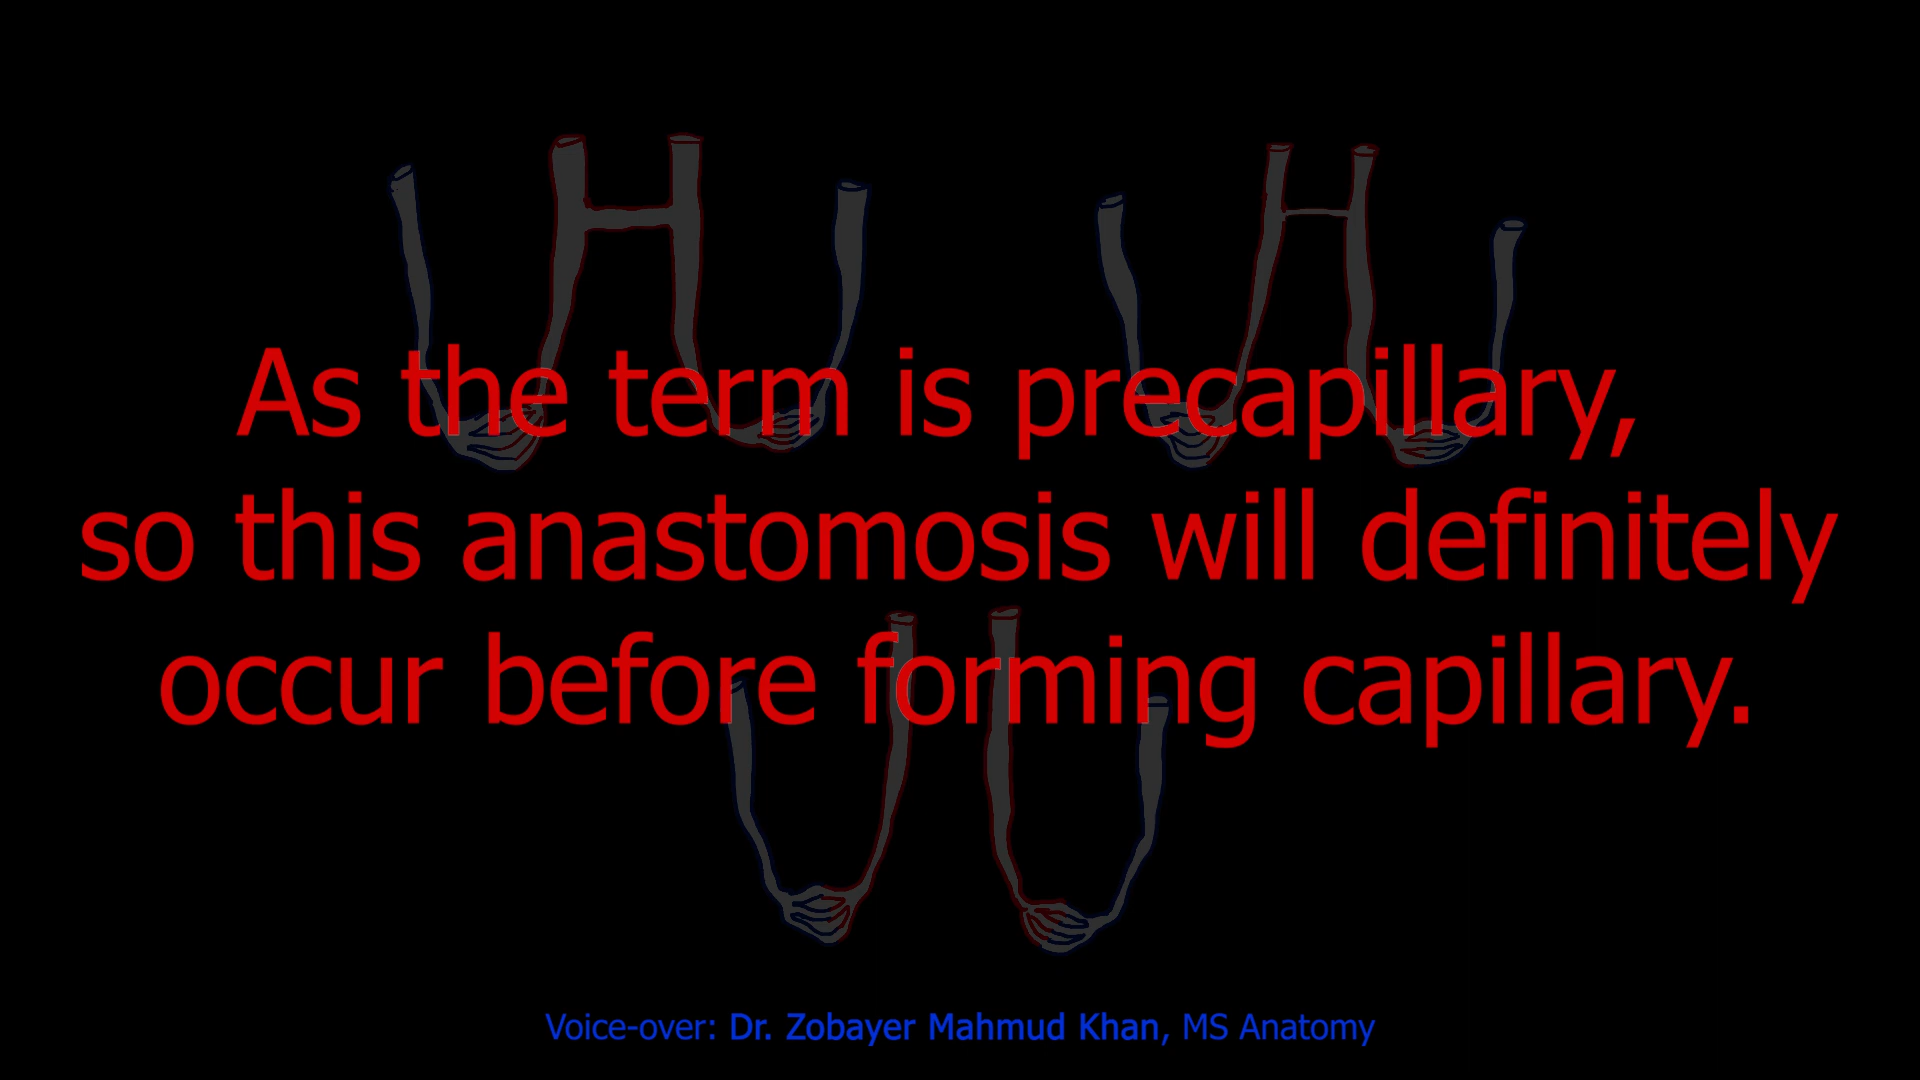 As the term is precapillary,
so this anastomosis will definitely
occur before forming capillary.
Voice-over: Dr. Zobayer Mahmud Khan, MS Anatomy